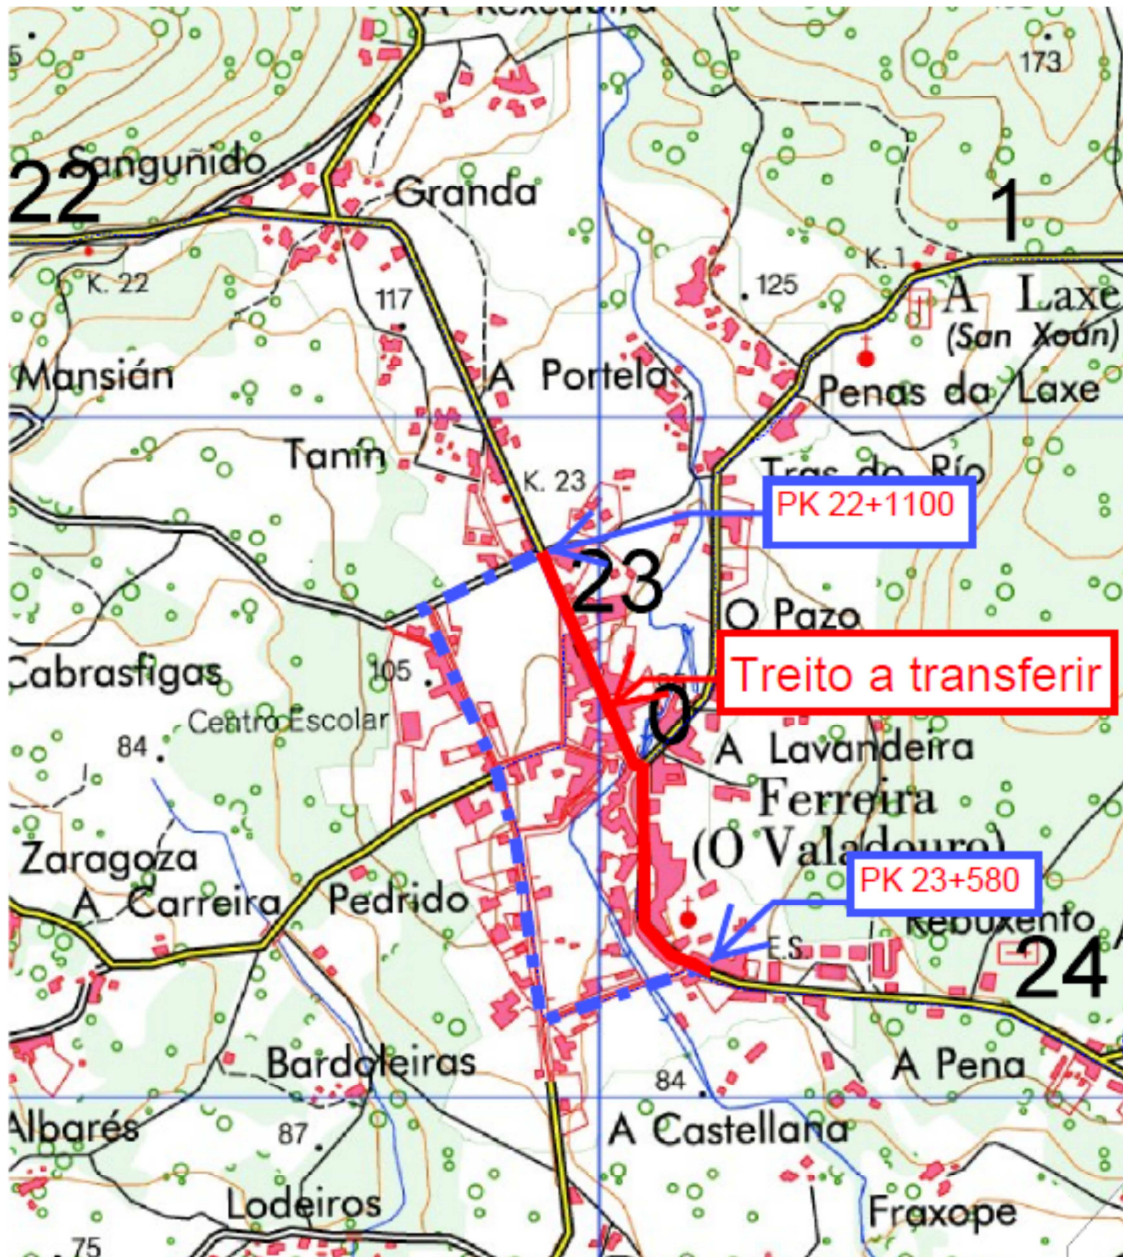 A Rexedoira
173
Sanguñido
22
Granda
1
K. 1
K. 22
125
A Laxe
117
(San Xoán)
Mansián
A Portela
Penas da Laxe
Tanín
Tras do Río
K. 23
PK 22+1100
23
O Pazo
Cabrasfigas
105
Treito a transferir
Centro Escolar
0
84
A Lavandeira
Ferreira
(O Valadouro)
Zaragoza
PK 23+580
A Carreira
Pedrido
Rebuxento
E.S.
24
Bardoleiras
A Pena
84
Albarés
87
A Castellana
Lodeiros
Fraxope
75